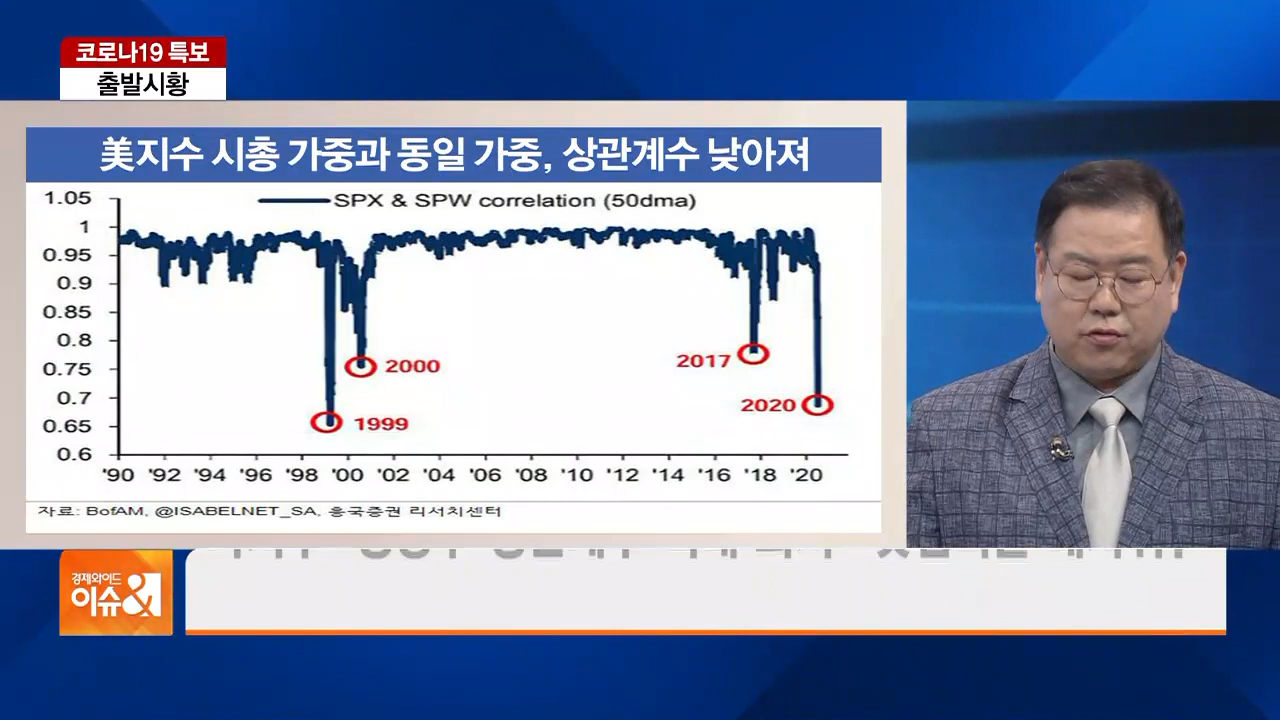 코로나19 특보
출발시황
美지수 시총 가중과 동일 가중, 상관계수 낮아져
SPX & SPW correlation (50dma)
1.05
1
0.95
0.9
0.85
0.8
0.75
0.7
0.65
0.6
2000
1999
2017
2020
'90 '92 '94 '96 '98 '00 '02 '04 '06 '08 '10 '12 '14 '16 '18 '20
자료: BofAM, @ISABELNET_SA, 흥국증권 리서치센터
경제와이드
이슈&